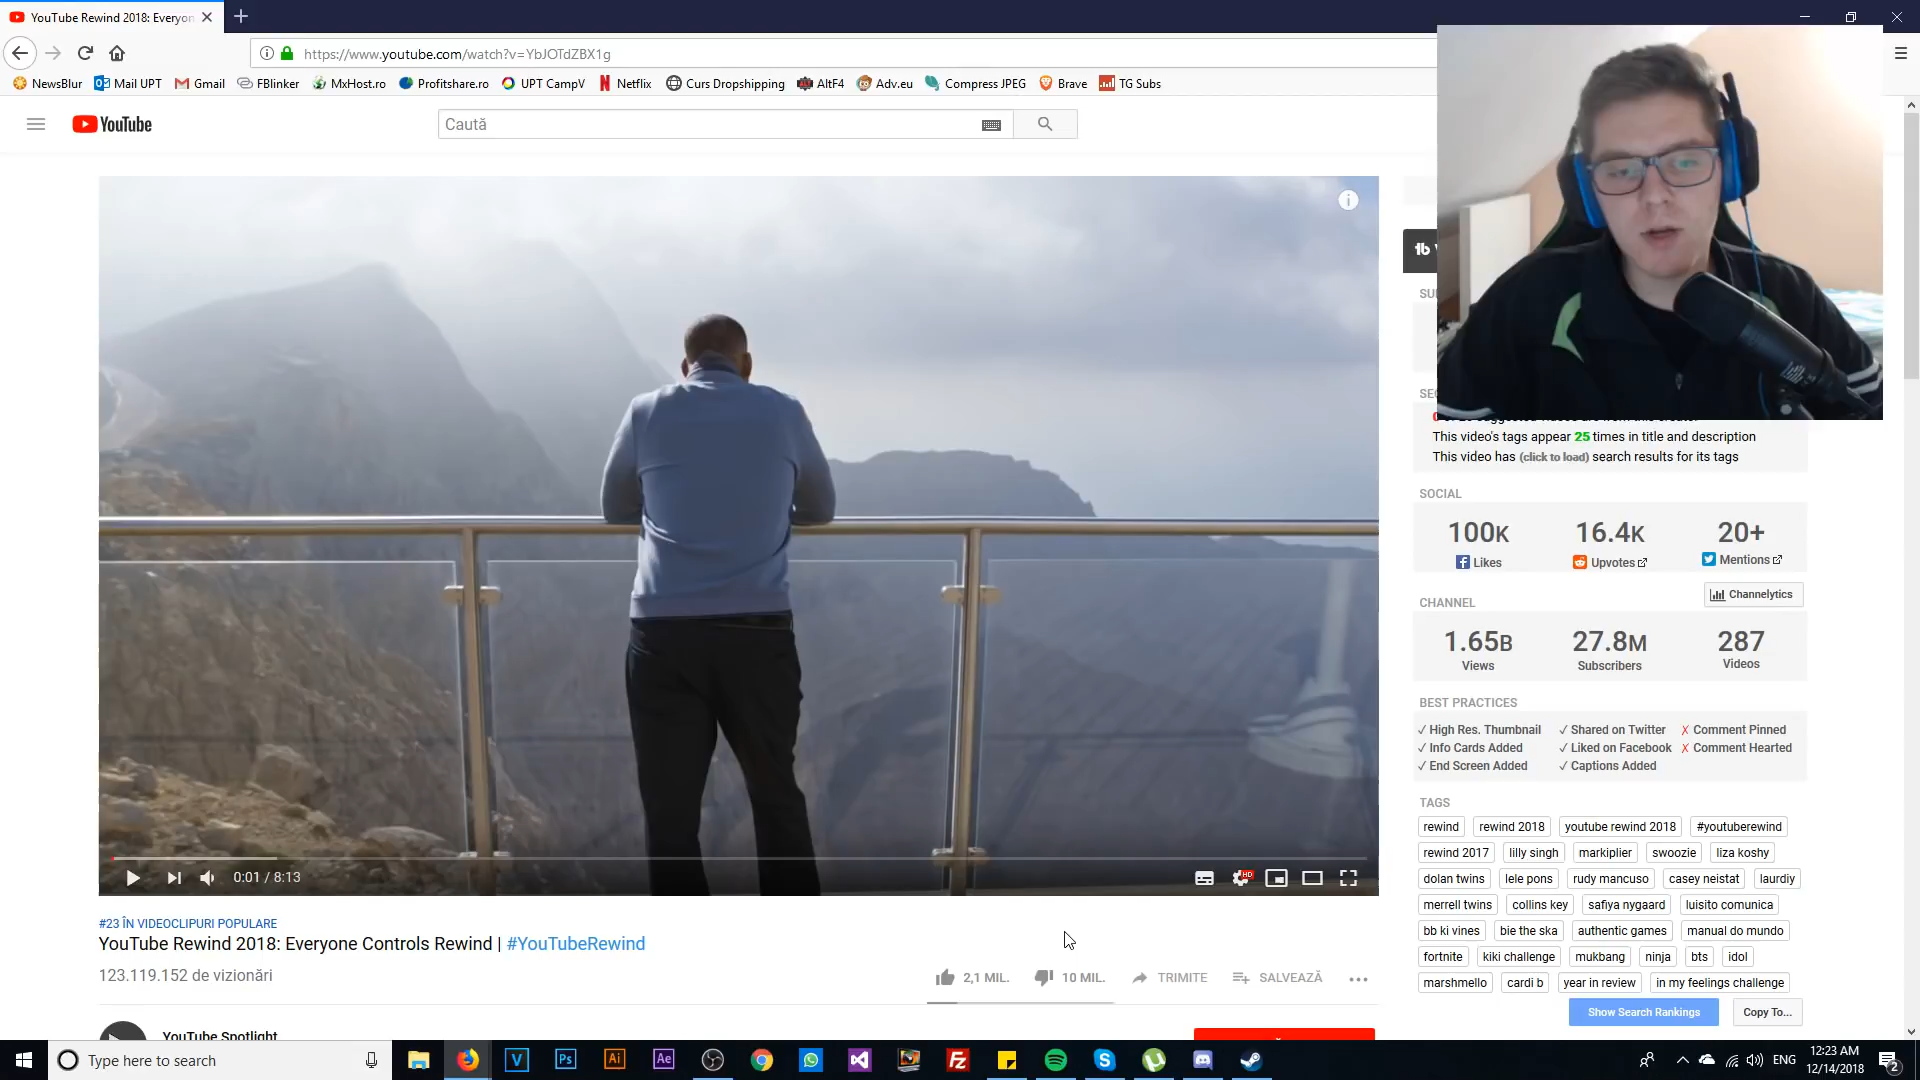 YouTube Rewind 2018: Everyon
https://www.youtube.com/watch?v=YbJOTdZBX1g
NewsBlur Mail UPT Gmail FBlinker MxHost.ro Profitshare.ro UPT CampV Netflix Curs Dropshipping AltF4 Adv.eu Compress JPEG Brave TG Subs
YouTube
Caută
This video's tags appear 25 times in title and description
This video has (click to load) search results for its tags
SOCIAL
100K 16.4K 20+
Likes Upvotes Mentions
Channelytics
CHANNEL
1.65B 27.8M 287
Views Subscribers Videos
BEST PRACTICES
✓ High Res. Thumbnail ✓ Shared on Twitter ✗ Comment Pinned
✓ Info Cards Added ✓ Liked on Facebook ✗ Comment Hearted
✓ End Screen Added ✓ Captions Added
TAGS
rewind rewind 2018 youtube rewind 2018 #youtuberewind
rewind 2017 lilly singh markiplier swoozie liza koshy
dolan twins lele pons rudy mancuso casey neistat laurdiy
merrell twins collins key safiya nygaard luisito comunica
bb ki vines bie the ska authentic games manual do mundo
fortnite kiki challenge mukbang ninja bts idol
marshmello cardi b year in review in my feelings challenge
Show Search Rankings Copy To...
0:01 / 8:13
HD
#23 ÎN VIDEOCLIPURI POPULARE
YouTube Rewind 2018: Everyone Controls Rewind | #YouTubeRewind
123.119.152 de vizionări
2,1 MIL. 10 MIL. TRIMITE SALVEAZĂ
YouTube Spotlight
Type here to search
V Ps Ai Ae
ENG
12:23 AM
12/14/2018
2